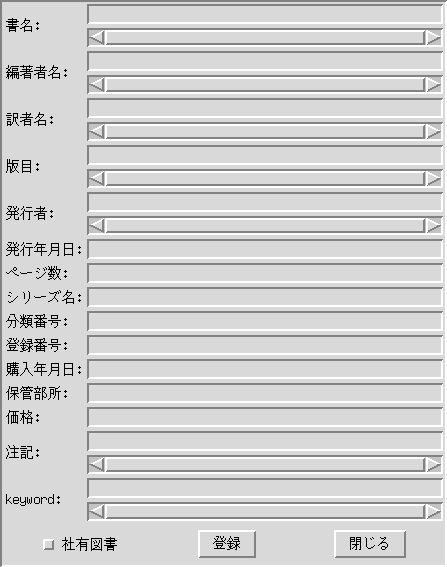 書名:
編著者名:
訳者名:
版目:
発行者:
発行年月日:
ページ数:
シリーズ名:
分類番号:
登録番号:
購入年月日:
保管部所:
価格:
注記:
keyword:
社有図書 登録 閉じる